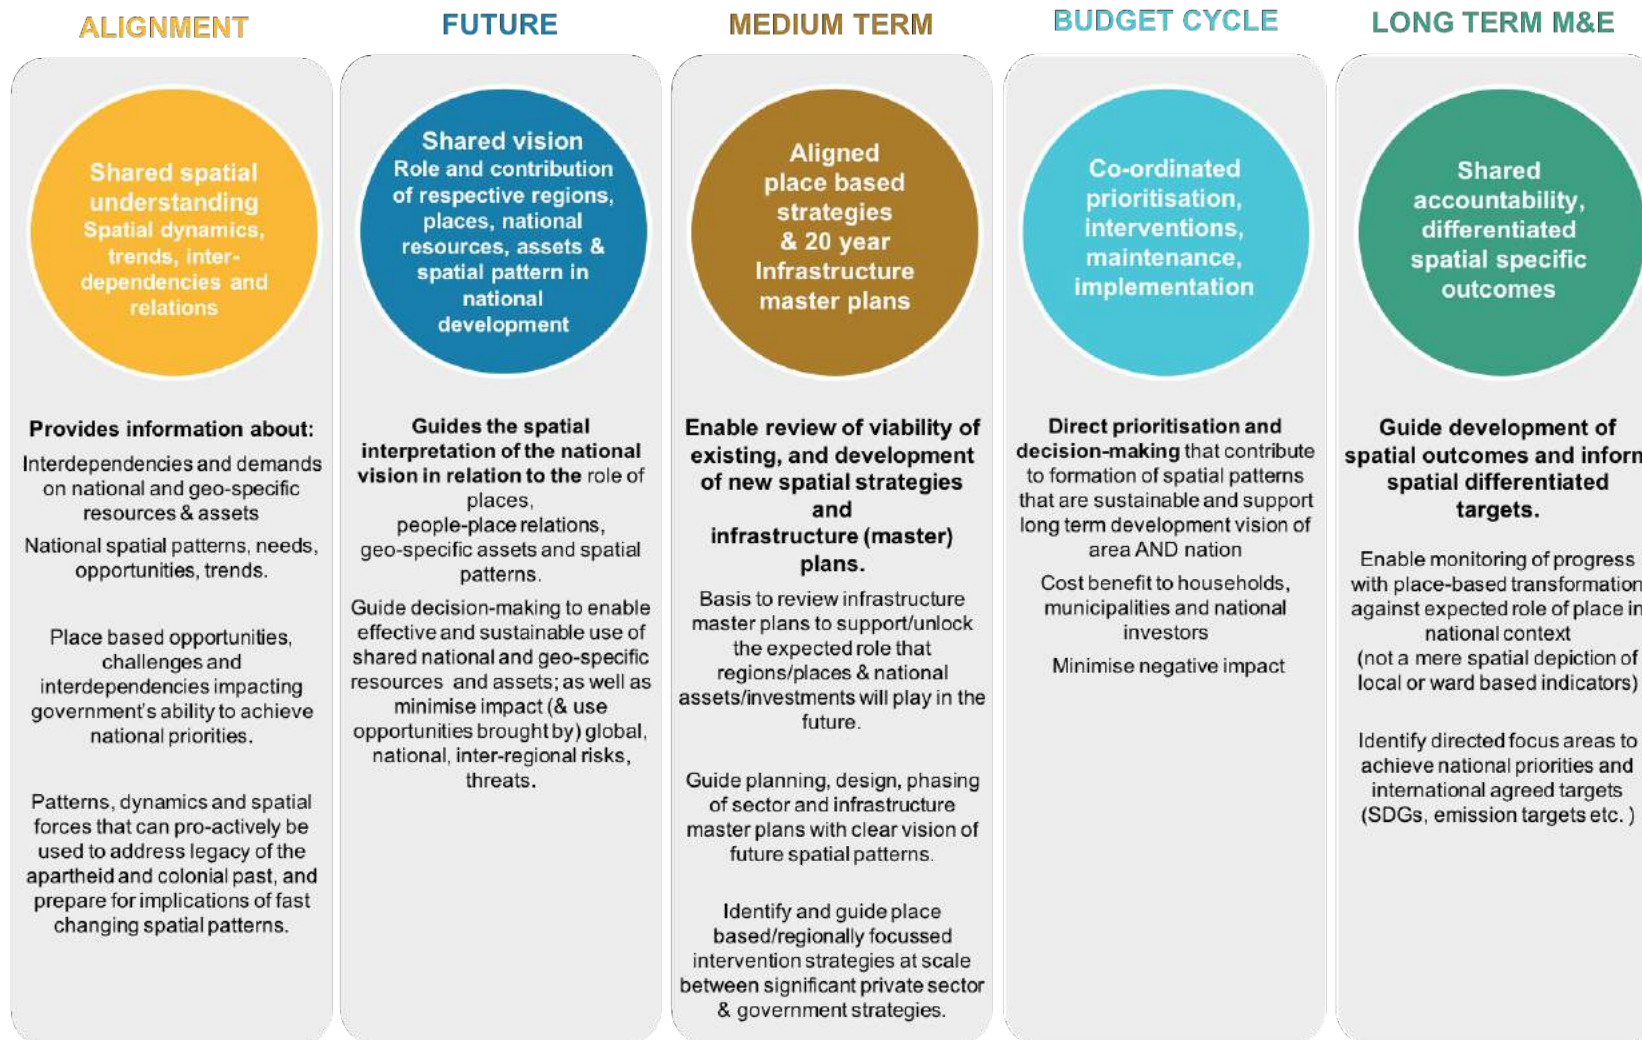 ALIGNMENT
Shared spatial
understanding
Spatial dynamics,
trends, inter-
dependencies and
relations
Provides information about:
Interdependencies and demands
on national and geo-specific
resources & assets
National spatial patterns, needs,
opportunities, trends.
Place based opportunities,
challenges and
interdependencies impacting
government's ability to achieve
national priorities.
Patterns, dynamics and spatial
forces that can pro-actively be
used to address legacy of the
apartheid and colonial past, and
prepare for implications of fast
changing spatial patterns.
FUTURE
Shared vision
Role and contribution
of respective regions,
places, national
resources, assets &
spatial pattern in
national
development
Guides the spatial
interpretation of the national
vision in relation to the role of
places,
people-place relations,
geo-specific assets and spatial
patterns.
Guide decision-making to enable
effective and sustainable use of
shared national and geo-specific
resources and assets; as well as
minimise impact (& use
opportunities brought by) global,
national, inter-regional risks,
threats.
MEDIUM TERM
Aligned
place based
strategies
& 20 year
Infrastructure
master plans
Enable review of viability of
existing, and development
of new spatial strategies
and
infrastructure (master)
plans.
Basis to review infrastructure
master plans to support/unlock
the expected role that
regions/places & national
assets/investments will play in the
future.
Guide planning, design, phasing
of sector and infrastructure
master plans with clear vision of
future spatial patterns.
Identify and guide place
based/regionally focussed
intervention strategies at scale
between significant private sector
& government strategies.
BUDGET CYCLE
Co-ordinated
prioritisation,
interventions,
maintenance,
implementation
Direct prioritisation and
decision-making that contribute
to formation of spatial patterns
that are sustainable and support
long term development vision of
area AND nation
Cost benefit to households,
municipalities and national
investors
Minimise negative impact
LONG TERM M&E
Shared
accountability,
differentiated
spatial specific
outcomes
Guide development of
spatial outcomes and inform
spatial differentiated
targets.
Enable monitoring of progress
with place-based transformation
against expected role of place in
national context
(not a mere spatial depiction of
local or ward based indicators)
Identify directed focus areas to
achieve national priorities and
international agreed targets
(SDGs, emission targets etc. )